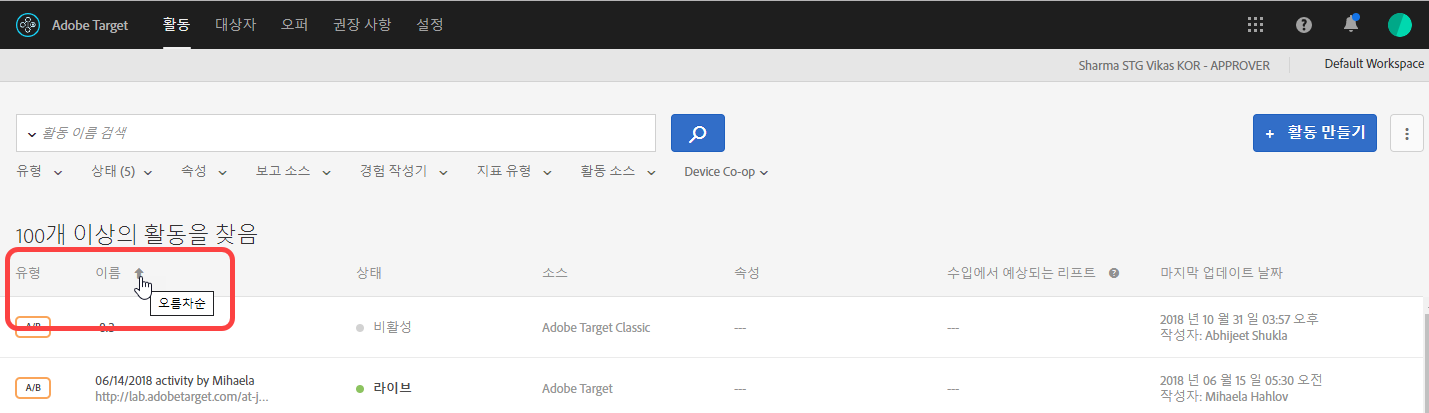 Adobe Target 활동 대상자 오퍼 권장 사항 설정
Sharma STG Vikas KOR - APPROVER Default Workspace
활동 이름 검색
+ 활동 만들기
유형 상태 (5) 속성 보고 소스 경험 작성기 지표 유형 활동 소스 Device Co-op
100개 이상의 활동을 찾음
유형 이름 상태 소스 속성 수입에서 예상되는 리프트 마지막 업데이트 날짜
오름차순
A/B 비활성 Adobe Target Classic --- --- 2018 년 10 월 31 일 03:57 오후
작성자: Abhijeet Shukla
A/B 06/14/2018 activity by Mihaela 라이브 Adobe Target --- --- 2018 년 06 월 15 일 05:30 오전
http://lab.adobetarget.com/at-j... 작성자: Mihaela Hahlov